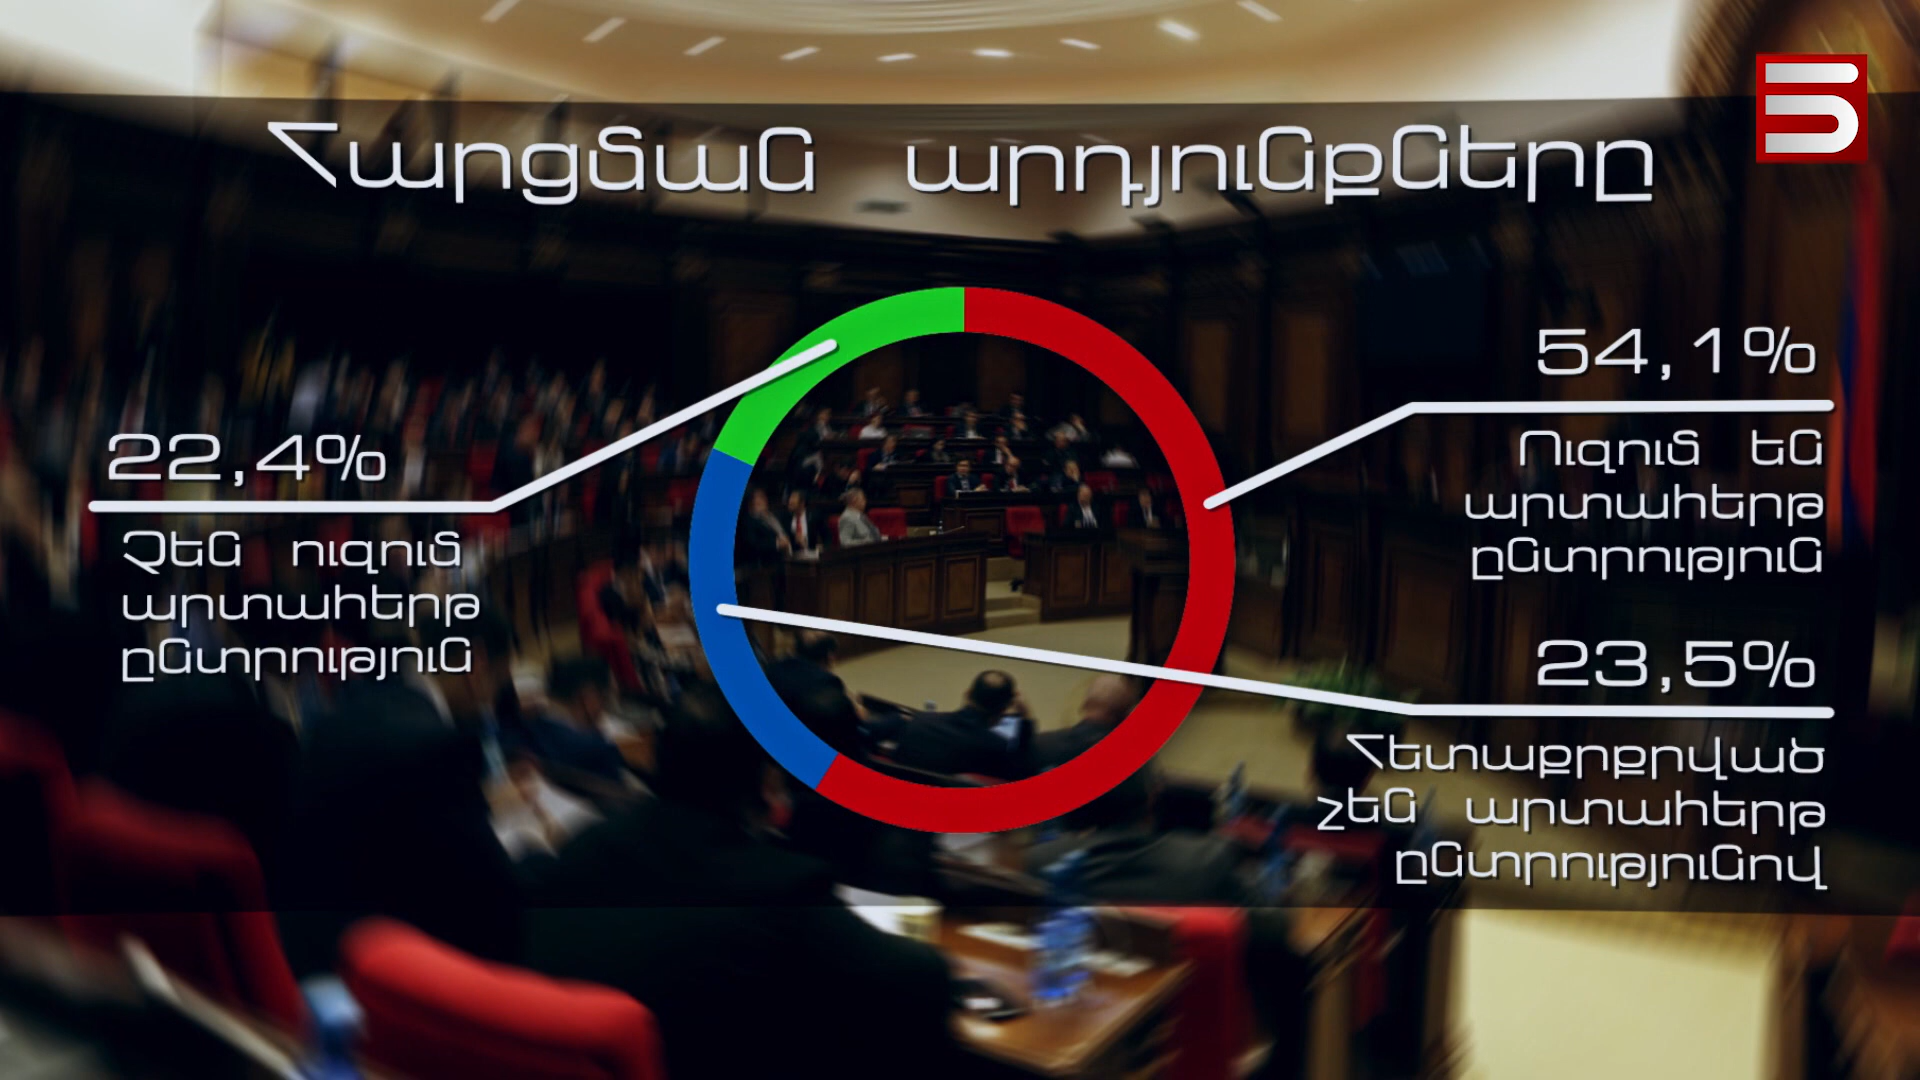 Հարցման արդյունքները
22,4%
Չեն ուզում
արտահերթ
ընտրություն
54,1%
Ուզում են
արտահերթ
ընտրություն
23,5%
Հետաքրքրված
չեն արտահերթ
ընտրությունով
5